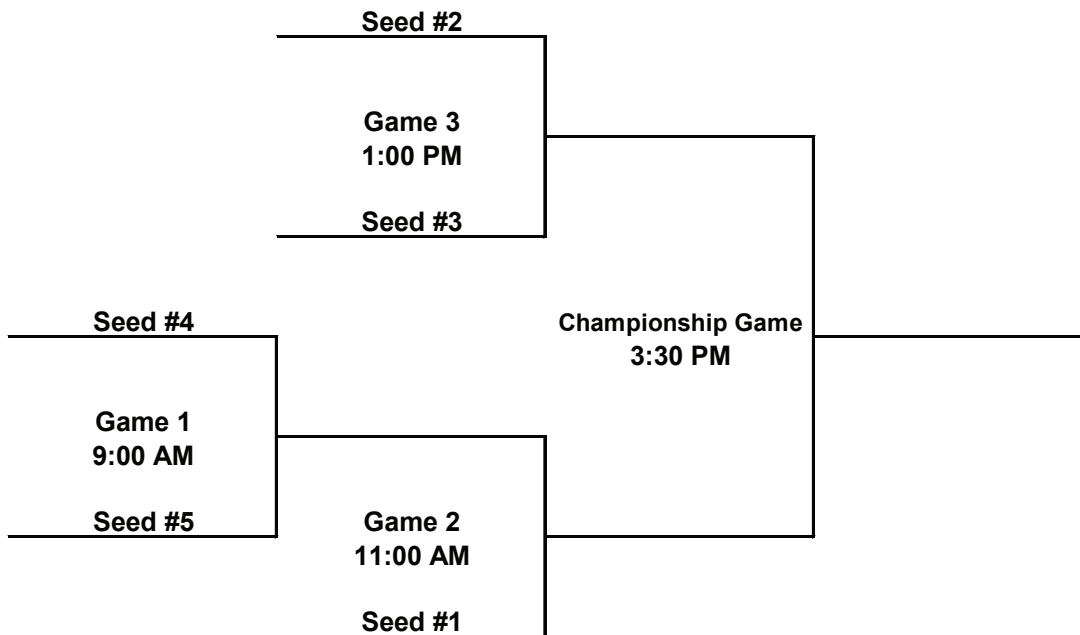 Seed #2
Game 3
1:00 PM
Seed #3
Seed #4
Championship Game
3:30 PM
Game 1
9:00 AM
Seed #5
Game 2
11:00 AM
Seed #1